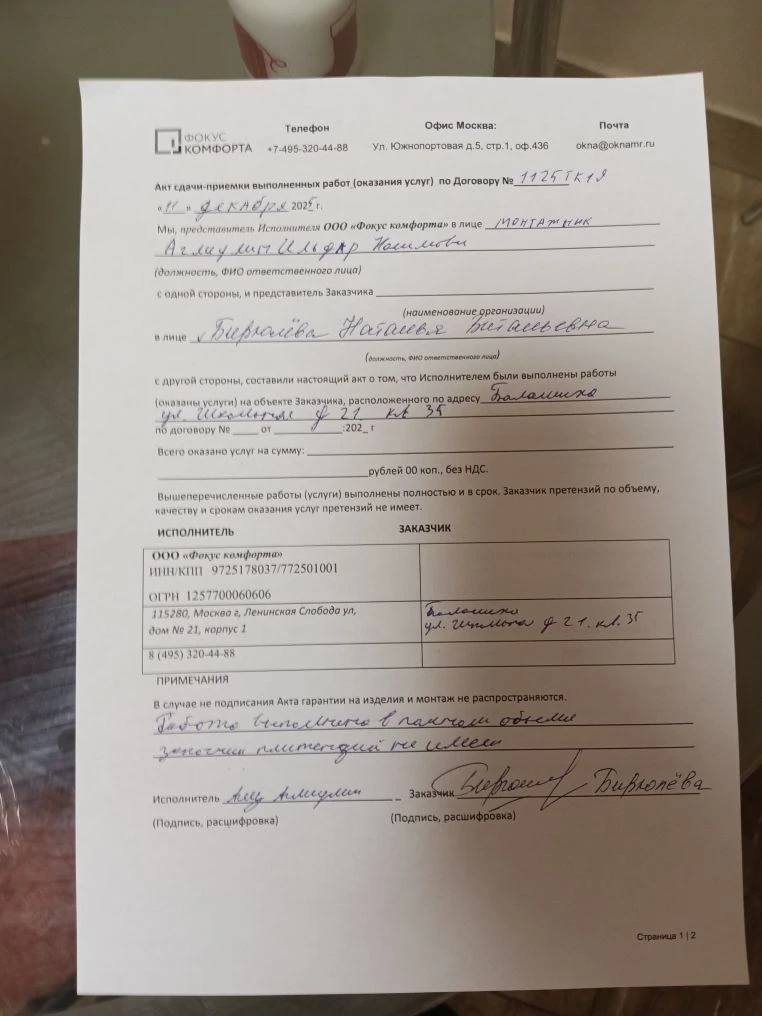 ФОКУС КОМФОРТА
Телефон
+7-495-320-44-88
Офис Москва:
Ул. Южнопортовая д.5, стр.1, оф.436
Почта
okna@oknamr.ru
Акт сдачи-приемки выполненных работ (оказания услуг) по Договору № 1125ГК19
« 11 » декабря 2025 г.
Мы, представитель Исполнителя ООО «Фокус комфорта» в лице монтажник
Аглиулин Ильдар
(должность, ФИО ответственного лица)
с одной стороны, и представитель Заказчика
(наименование организации)
в лице Бирюлёва Наталья Витальевна
(должность, ФИО ответственного лица)
с другой стороны, составили настоящий акт о том, что Исполнителем были выполнены работы
(оказаны услуги) на объекте Заказчика, расположенного по адресу Балашиха
ул. Школьная д 21 кв 35
по договору № ____ от ________:202_ г
Всего оказано услуг на сумму:
рублей 00 коп., без НДС.
Вышеперечисленные работы (услуги) выполнены полностью и в срок. Заказчик претензий по объему,
качеству и срокам оказания услуг претензий не имеет.
ИСПОЛНИТЕЛЬ ЗАКАЗЧИК
ООО «Фокус комфорта»
ИНН/КПП 9725178037/772501001
ОГРН 1257700060606
115280, Москва г, Ленинская Слобода ул,
дом № 21, корпус 1
Балашиха
ул. Школьная д 21. кв. 35
8 (495) 320-44-88
ПРИМЕЧАНИЯ
В случае не подписания Акта гарантии на изделия и монтаж не распространяются.
Работа выполнено в полном объеме
не имеет
Исполнитель Аглиулин Заказчик Бирюлёва
(Подпись, расшифровка) (Подпись, расшифровка)
Страница 1 | 2